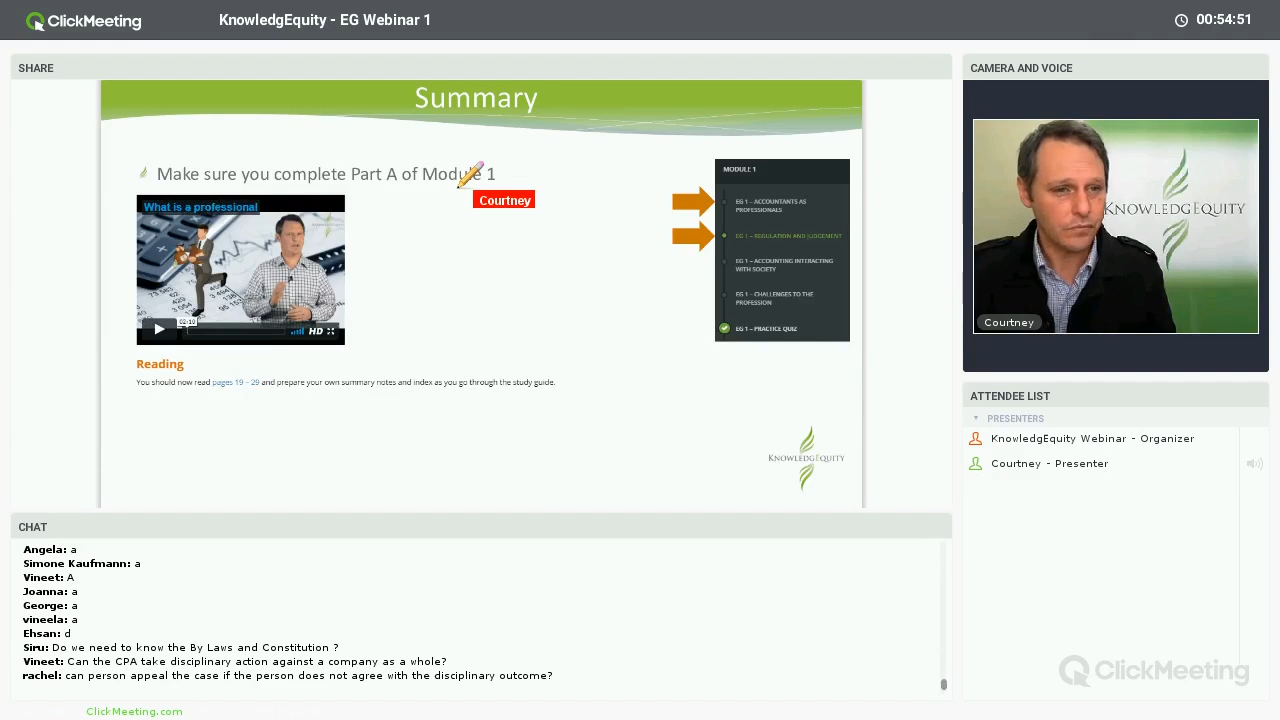 ClickMeeting
KnowledgEquity - EG Webinar 1
00:54:51
SHARE
Summary
Make sure you complete Part A of Module 1
Courtney
What is a professional
02:10
HD
Reading
You should now read pages 19 – 29 and prepare your own summary notes and index as you go through the study guide.
MODULE 1
EG 1 – ACCOUNTANTS AS
PROFESSIONALS
EG 1 – REGULATION AND JUDGEMENT
EG 1 – ACCOUNTING INTERACTING
WITH SOCIETY
EG 1 – CHALLENGES TO THE
PROFESSION
EG 1 – PRACTICE QUIZ
KNOWLEDGEQUITY
CAMERA AND VOICE
KNOWLEDGEQUITY
Courtney
ATTENDEE LIST
PRESENTERS
KnowledgEquity Webinar - Organizer
Courtney - Presenter
CHAT
Angela: a
Simone Kaufmann: a
Vineet: A
Joanna: a
George: a
vineela: a
Ehsan: d
Siru: Do we need to know the By Laws and Constitution ?
Vineet: Can the CPA take disciplinary action against a company as a whole?
rachel: can person appeal the case if the person does not agree with the disciplinary outcome?
ClickMeeting
ClickMeeting.com